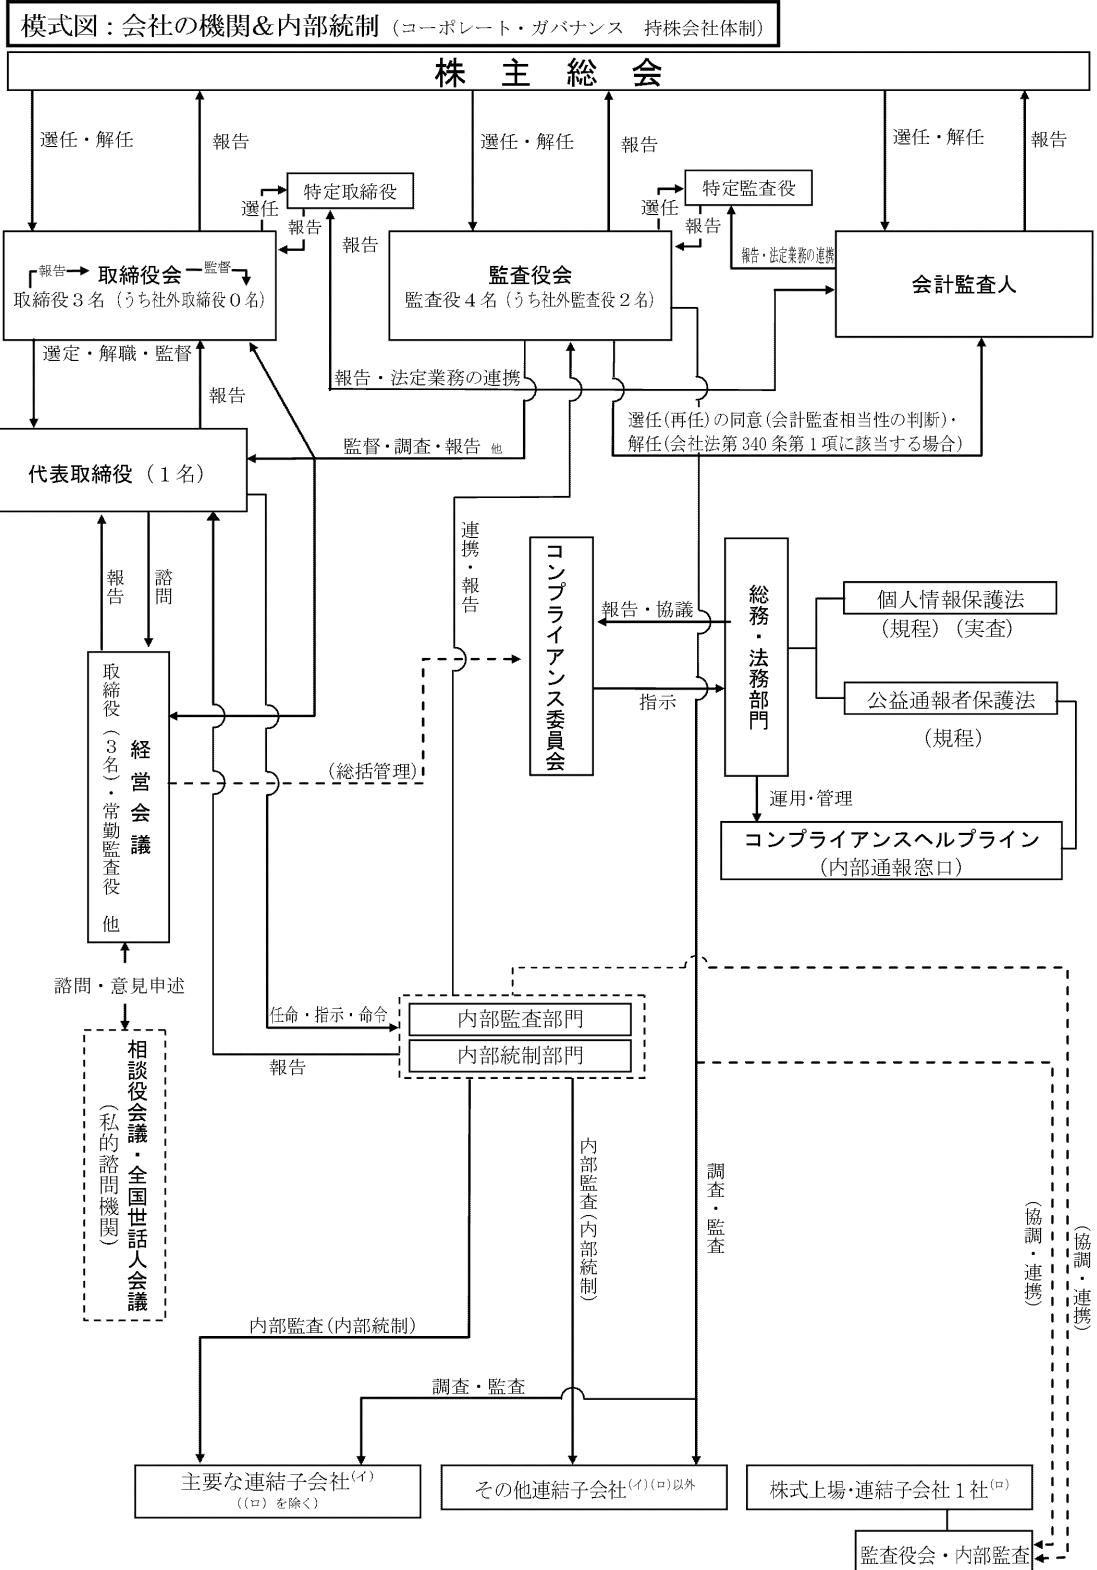 模式図：会社の機関＆内部統制（コーポレート・ガバナンス　持株会社体制）
株　主　総　会
選任・解任
報告
選任・解任
報告
選任・解任
報告
特定取締役
選任
報告
報告
特定監査役
選任
報告
報告・法定業務の連携
報告
取締役会
監督
取締役３名（うち社外取締役０名）
監査役会
監査役４名（うち社外監査役２名）
会計監査人
選定・解職・監督
報告
報告・法定業務の連携
選任(再任)の同意(会計監査相当性の判断)・
解任(会社法第340条第１項に該当する場合)
監督・調査・報告 他
代表取締役（１名）
報告
諮問
連携・報告
コンプライアンス委員会
総務・法務部門
報告・協議
指示
個人情報保護法
（規程）（実査）
公益通報者保護法
（規程）
運用・管理
コンプライアンスヘルプライン
（内部通報窓口）
経営会議
取締役（３名）・常勤監査役　他
（総括管理）
諮問・意見申述
相談役会議・全国世話人会議
（私的諮問機関）
任命・指示・命令
報告
内部監査部門
内部統制部門
内部監査（内部統制）
調査・監査
（協調・連携）
（協調・連携）
内部監査（内部統制）
調査・監査
主要な連結子会社(イ)
（(ロ)を除く）
その他連結子会社(イ)(ロ)以外
株式上場・連結子会社１社(ロ)
監査役会・内部監査